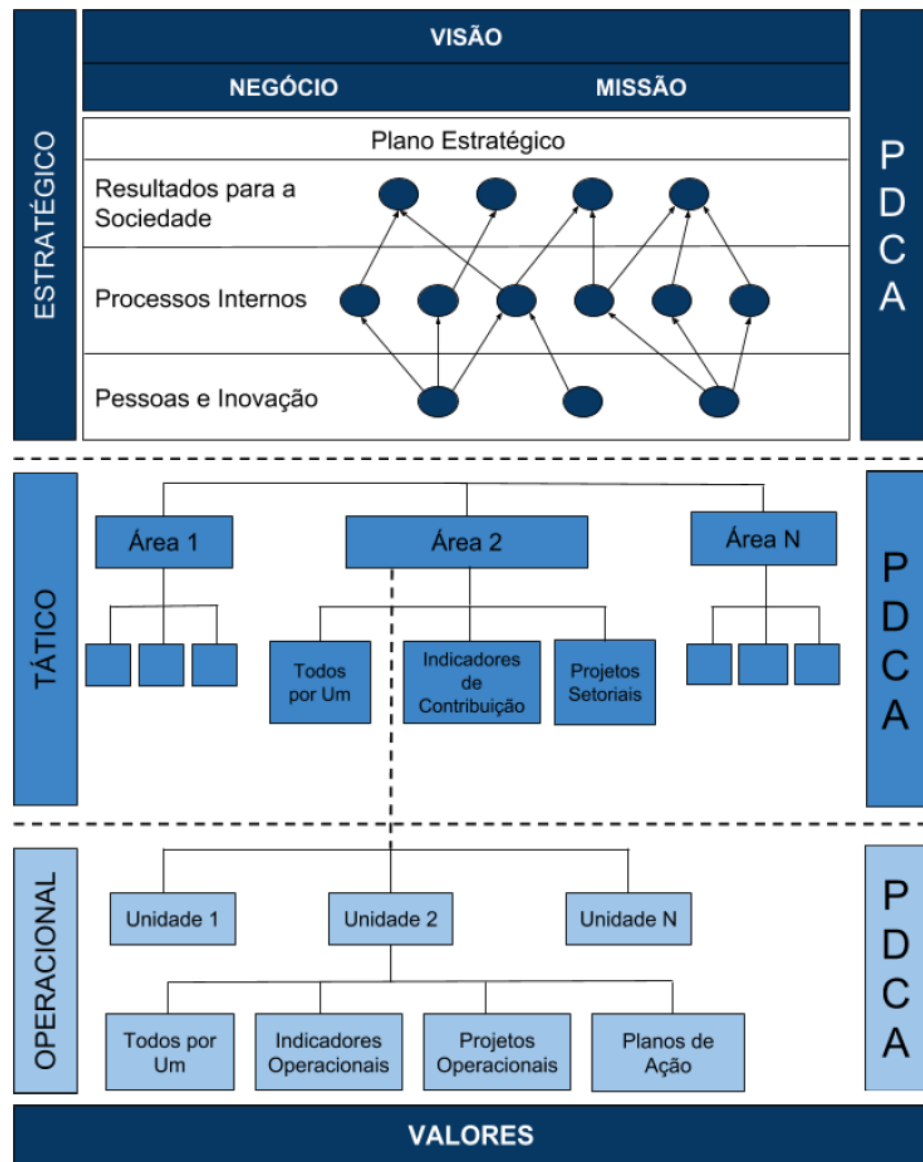 VISÃO
NEGÓCIO
MISSÃO
ESTRATÉGICO
P
D
C
A
Plano Estratégico
Resultados para a
Sociedade
Processos Internos
Pessoas e Inovação
TÁTICO
P
D
C
A
Área 1
Área 2
Área N
Todos
por Um
Indicadores
de
Contribuição
Projetos
Setoriais
OPERACIONAL
P
D
C
A
Unidade 1
Unidade 2
Unidade N
Todos por
Um
Indicadores
Operacionais
Projetos
Operacionais
Planos de
Ação
VALORES